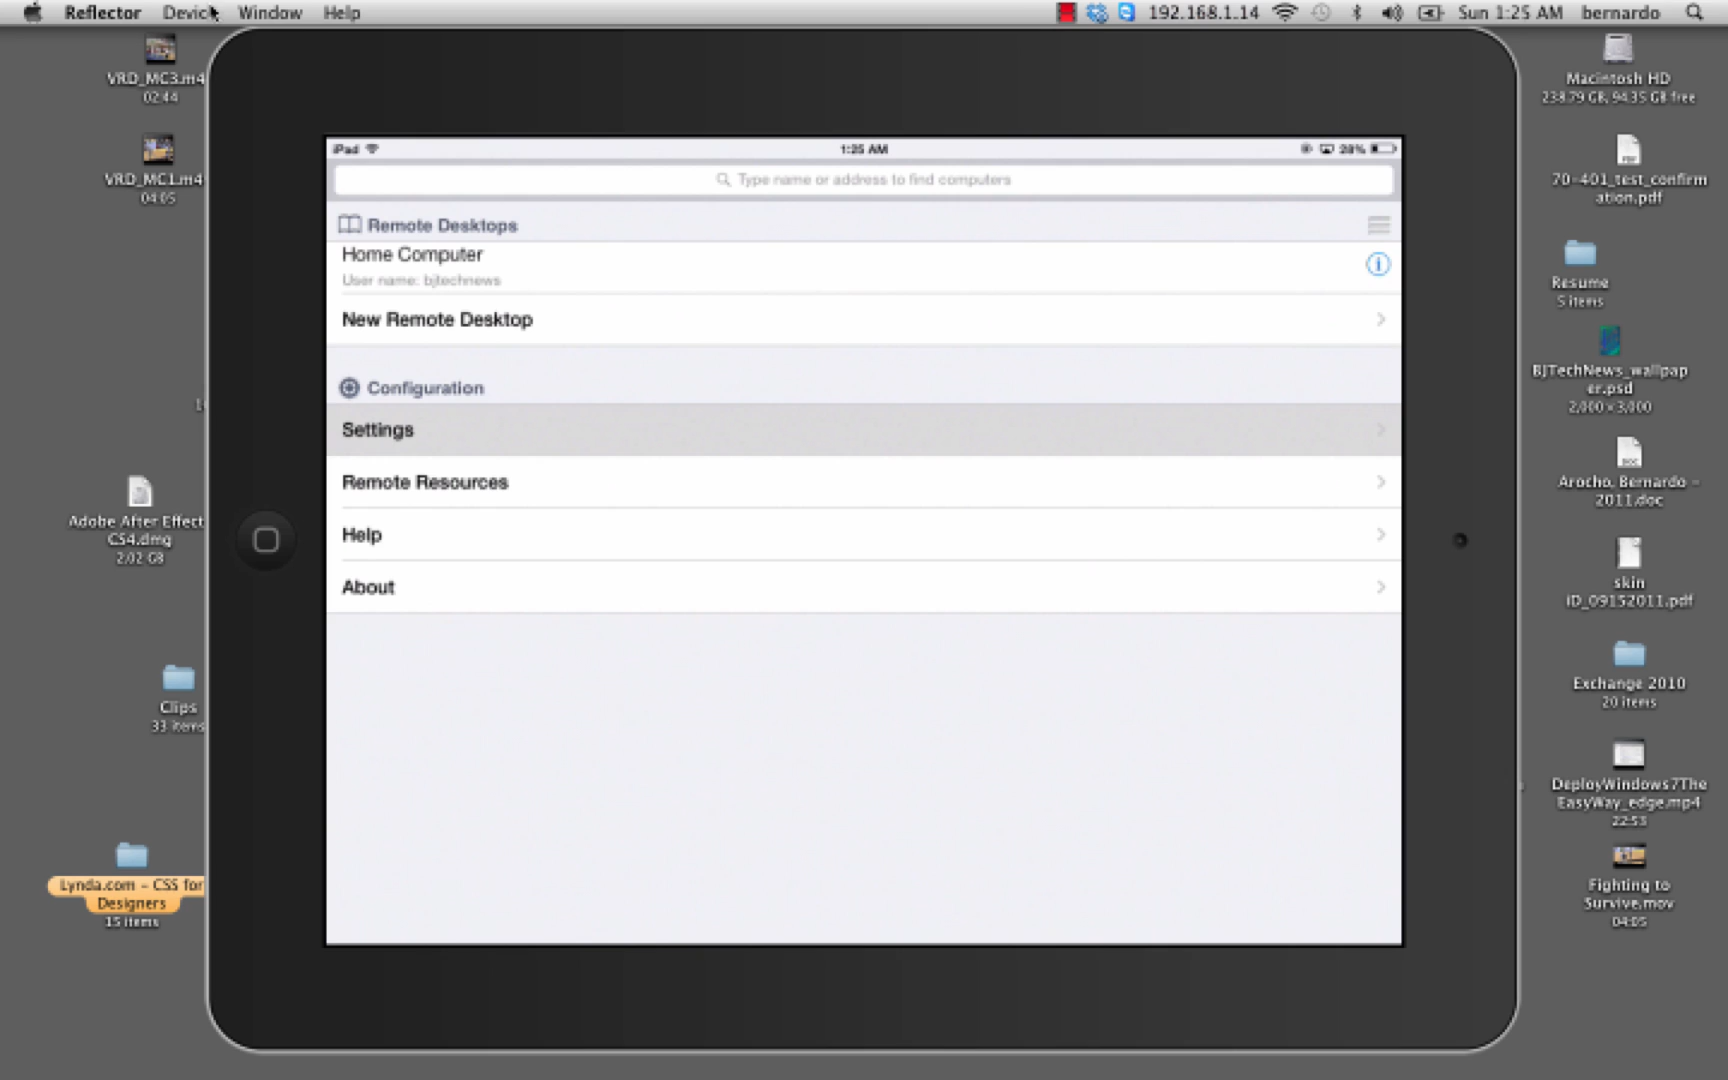 Reflector Device Window Help 192.168.1.14 Sun 1:25 AM bernardo
VRD_MC3.m4
02:44
VRD_MC1.m4
04:05
Adobe After Effect
CS4.dmg
2.02 GB
Clips
33 items
Lynda.com - CSS for
Designers
15 items
iPad 1:25 AM 28%
Type name or address to find computers
Remote Desktops
Home Computer
User name: bjtechnews
New Remote Desktop
Configuration
Settings
Remote Resources
Help
About
Macintosh HD
238.79 GB, 94.35 GB free
70-401_test_confirm
ation.pdf
Resume
5 items
BJTechNews_wallpap
er.psd
2,000 × 3,000
Arocho, Bernardo -
2011.doc
skin
ID_09152011.pdf
Exchange 2010
20 items
DeployWindows7The
EasyWay_edge.mp4
22:53
Fighting to
Survive.mov
04:05